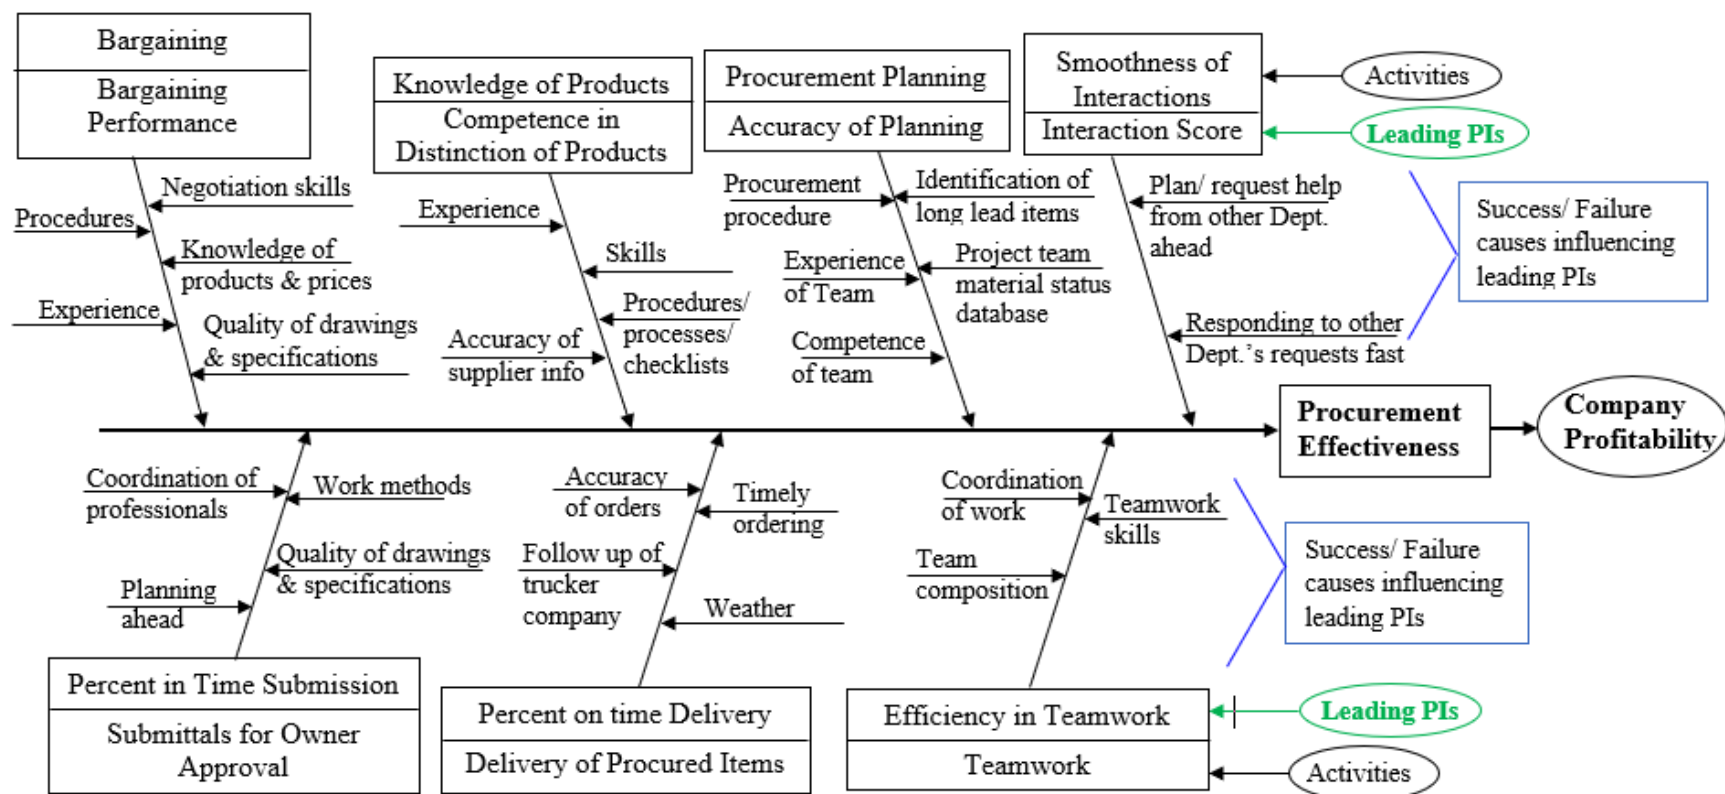 Bargaining
Bargaining
Performance
Knowledge of Products
Competence in
Distinction of Products
Procurement Planning
Accuracy of Planning
Smoothness of
Interactions
Interaction Score
Activities
Leading PIs
Negotiation skills
Procedures
Knowledge of
products & prices
Experience
Quality of drawings
& specifications
Experience
Skills
Procedures/
processes/
checklists
Accuracy of
supplier info
Procurement
procedure
Identification of
long lead items
Experience
of Team
Project team
material status
database
Competence
of team
Plan/ request help
from other Dept.
ahead
Responding to other
Dept.’s requests fast
Success/ Failure
causes influencing
leading PIs
Procurement
Effectiveness
Company
Profitability
Coordination of
professionals
Work methods
Quality of drawings
& specifications
Planning
ahead
Accuracy
of orders
Timely
ordering
Follow up of
trucker
company
Weather
Coordination
of work
Teamwork
skills
Team
composition
Success/ Failure
causes influencing
leading PIs
Percent in Time Submission
Submittals for Owner
Approval
Percent on time Delivery
Delivery of Procured Items
Efficiency in Teamwork
Teamwork
Leading PIs
Activities